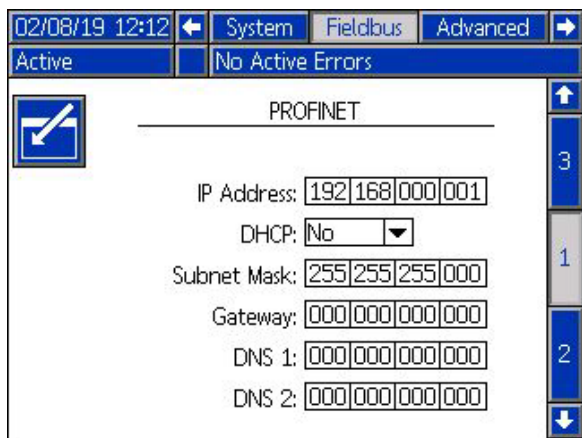 02/08/19 12:12 System Fieldbus Advanced
Active No Active Errors
PROFINET
3
IP Address: 192 168 000 001
DHCP: No
1
Subnet Mask: 255 255 255 000
Gateway: 000 000 000 000
DNS 1: 000 000 000 000
2
DNS 2: 000 000 000 000